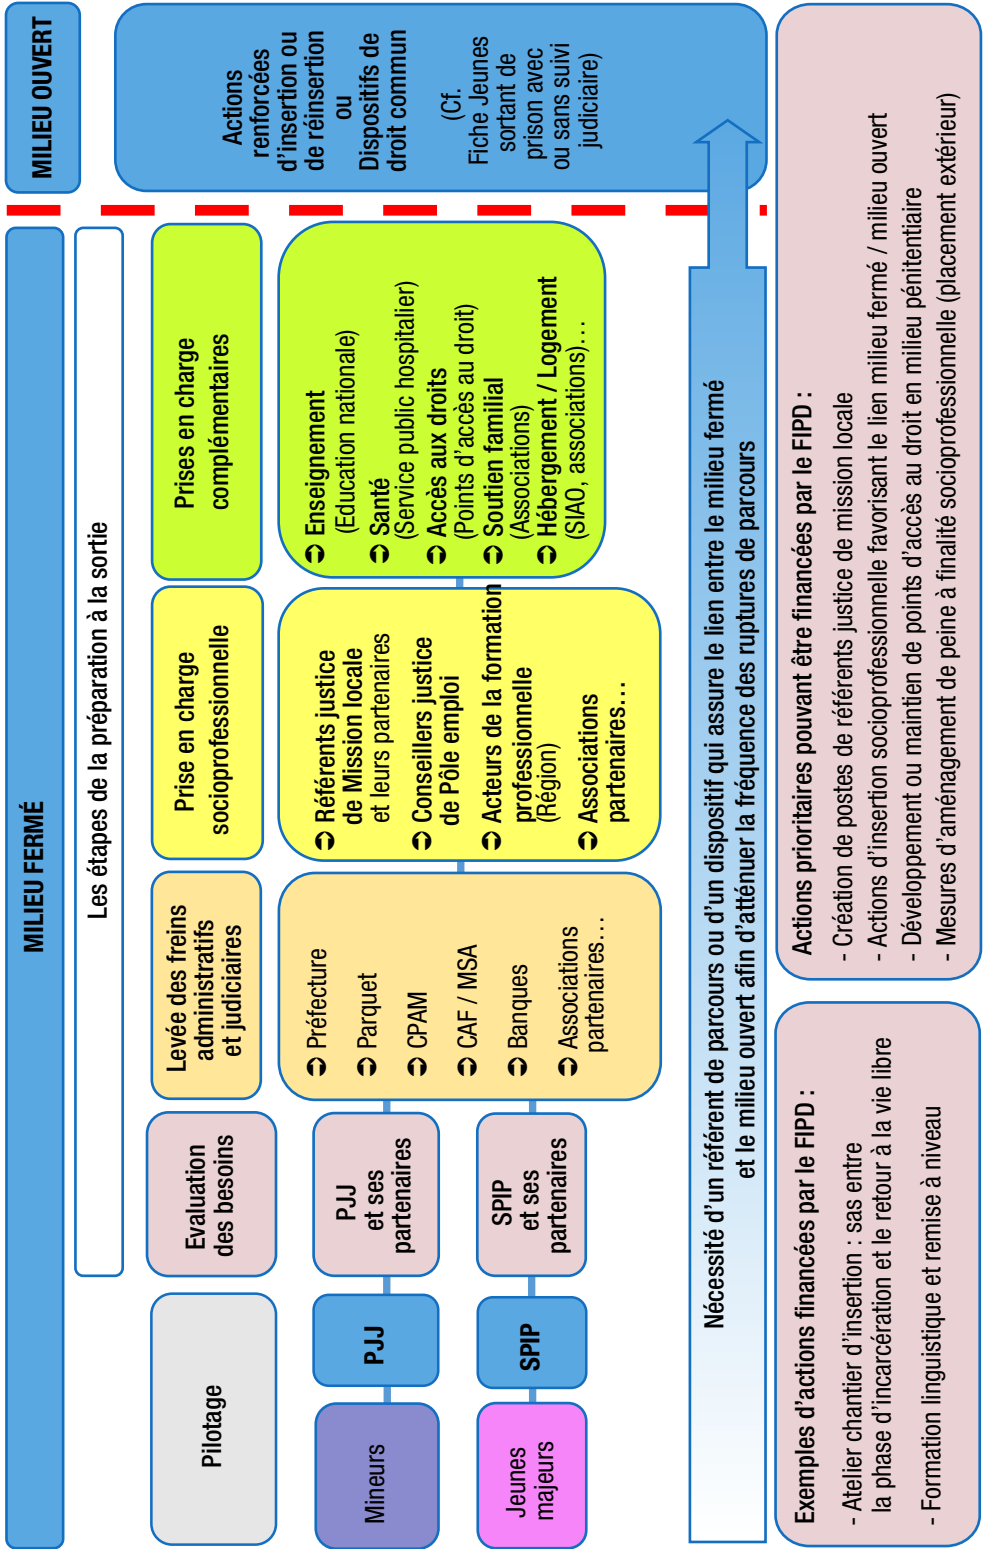 MILIEU FERMÉ
MILIEU OUVERT
Les étapes de la préparation à la sortie
Pilotage
Evaluation
des besoins
Levée des freins
administratifs
et judiciaires
Prise en charge
socioprofessionnelle
Prises en charge
complémentaires
Mineurs
PJJ
PJJ
et ses
partenaires
Jeunes
majeurs
SPIP
SPIP
et ses
partenaires
➲ Préfecture
➲ Parquet
➲ CPAM
➲ CAF / MSA
➲ Banques
➲ Associations
partenaires…
➲ Référents justice
de Mission locale
et leurs partenaires
➲ Conseillers justice
de Pôle emploi
➲ Acteurs de la formation
professionnelle
(Région)
➲ Associations
partenaires…
➲ Enseignement
(Education nationale)
➲ Santé
(Service public hospitalier)
➲ Accès aux droits
(Points d'accès au droit)
➲ Soutien familial
(Associations)
➲ Hébergement / Logement
(SIAO, associations)…
Actions
renforcées
d'insertion ou
de réinsertion
ou
Dispositifs de
droit commun
(Cf.
Fiche Jeunes
sortant de
prison avec
ou sans suivi
judiciaire)
Nécessité d'un référent de parcours ou d'un dispositif qui assure le lien entre le milieu fermé
et le milieu ouvert afin d'atténuer la fréquence des ruptures de parcours
Exemples d'actions financées par le FIPD :
- Atelier chantier d'insertion : sas entre
la phase d'incarcération et le retour à la vie libre
- Formation linguistique et remise à niveau
Actions prioritaires pouvant être financées par le FIPD :
- Création de postes de référents justice de mission locale
- Actions d'insertion socioprofessionnelle favorisant le lien milieu fermé / milieu ouvert
- Développement ou maintien de points d'accès au droit en milieu pénitentiaire
- Mesures d'aménagement de peine à finalité socioprofessionnelle (placement extérieur)